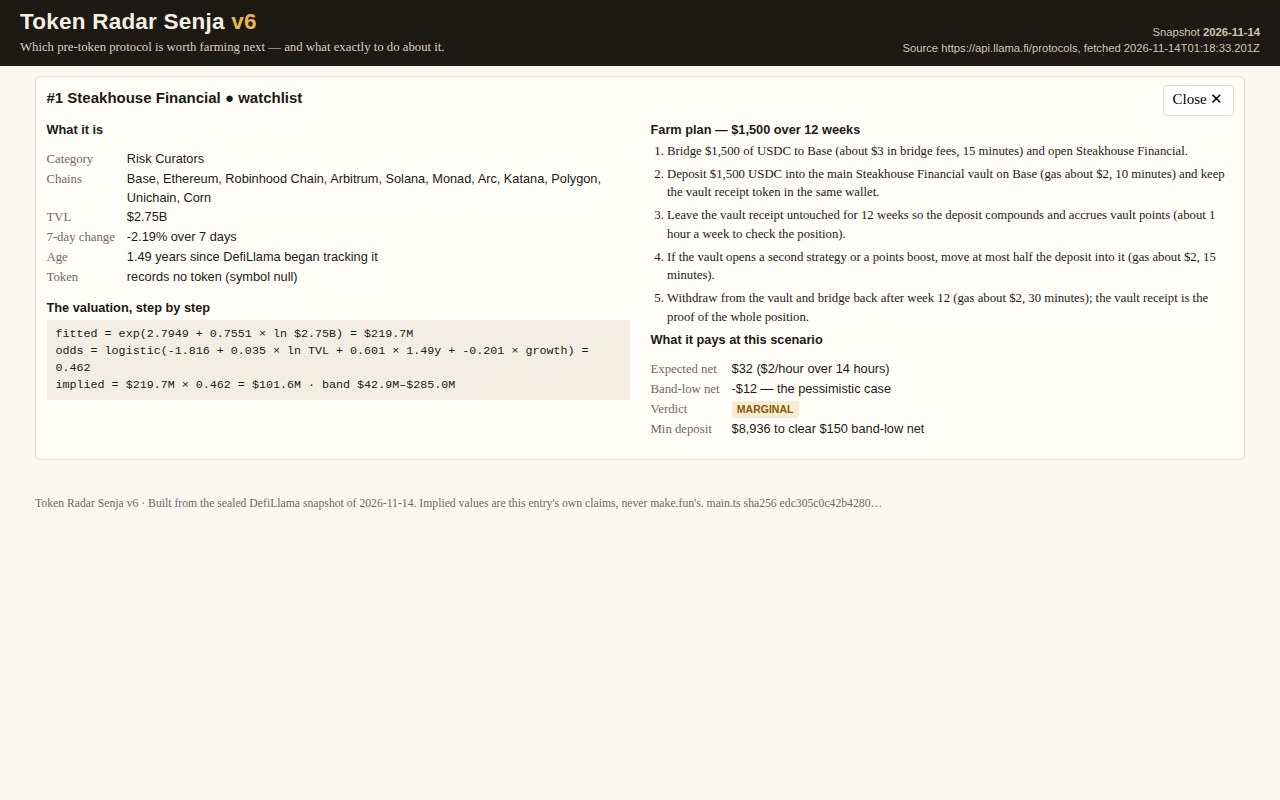 Token Radar Senja v6
Which pre-token protocol is worth farming next — and what exactly to do about it.
Snapshot 2026-11-14
Source https://api.llama.fi/protocols, fetched 2026-11-14T01:18:33.201Z
#1 Steakhouse Financial ● watchlist
Close ✕
What it is
Category Risk Curators
Chains Base, Ethereum, Robinhood Chain, Arbitrum, Solana, Monad, Arc, Katana, Polygon,
Unichain, Corn
TVL $2.75B
7-day change -2.19% over 7 days
Age 1.49 years since DefiLlama began tracking it
Token records no token (symbol null)
The valuation, step by step
fitted = exp(2.7949 + 0.7551 × ln $2.75B) = $219.7M
odds = logistic(-1.816 + 0.035 × ln TVL + 0.601 × 1.49y + -0.201 × growth) =
0.462
implied = $219.7M × 0.462 = $101.6M · band $42.9M–$285.0M
Farm plan — $1,500 over 12 weeks
1. Bridge $1,500 of USDC to Base (about $3 in bridge fees, 15 minutes) and open Steakhouse Financial.
2. Deposit $1,500 USDC into the main Steakhouse Financial vault on Base (gas about $2, 10 minutes) and keep
the vault receipt token in the same wallet.
3. Leave the vault receipt untouched for 12 weeks so the deposit compounds and accrues vault points (about 1
hour a week to check the position).
4. If the vault opens a second strategy or a points boost, move at most half the deposit into it (gas about $2, 15
minutes).
5. Withdraw from the vault and bridge back after week 12 (gas about $2, 30 minutes); the vault receipt is the
proof of the whole position.
What it pays at this scenario
Expected net $32 ($2/hour over 14 hours)
Band-low net -$12 — the pessimistic case
Verdict MARGINAL
Min deposit $8,936 to clear $150 band-low net
Token Radar Senja v6 · Built from the sealed DefiLlama snapshot of 2026-11-14. Implied values are this entry's own claims, never make.fun's. main.ts sha256 edc305c0c42b4280…